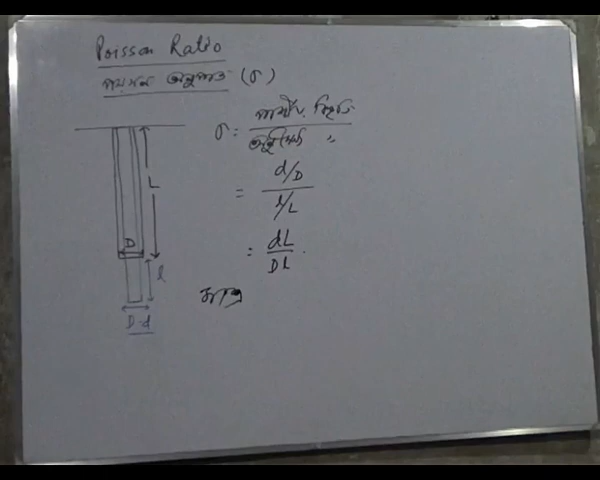 Poisson Ratio
পয়সনের অনুপাত (σ)
σ = পার্শ্বীয় বিকৃতি
অনুদৈর্ঘ্য "
= d/D
l/L
= dL
Dl
L
D
l
D-d